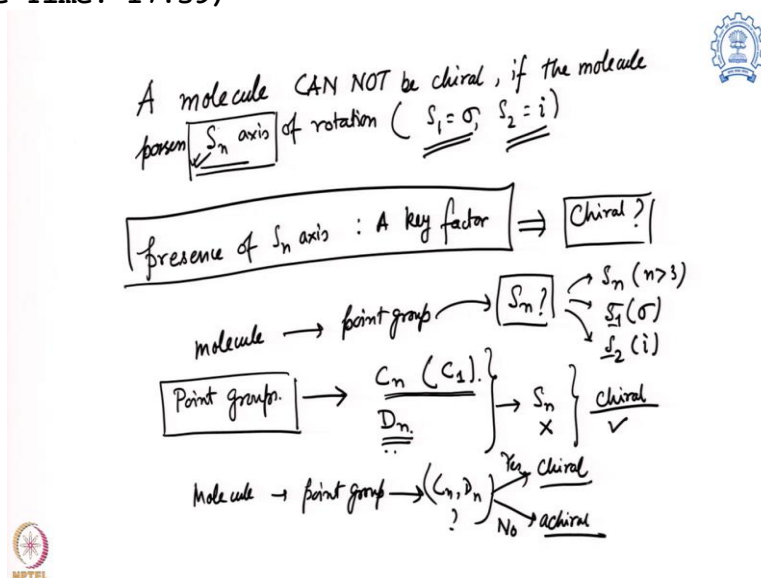 A molecule CAN NOT be chiral, if the molecule
possess Sn axis of rotation ( S1 = σ, S2 = i )
presence of Sn axis : A key factor ⇒ Chiral ?
Sn (n>3)
molecule → point group → Sn? S1 (σ)
S2 (i)
Point groups. → Cn (C1). Sn chiral
Dn. → X ✓
Molecule → point group → (Cn, Dn) Yes chiral
? No achiral
NPTEL